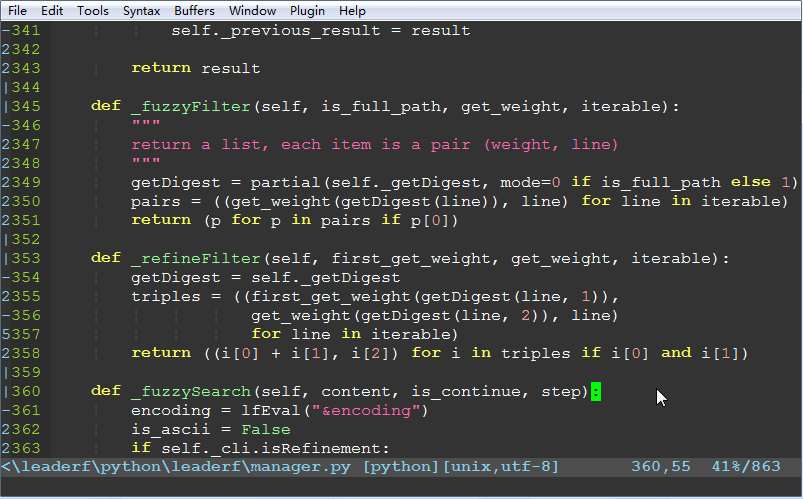 File Edit Tools Syntax Buffers Window Plugin Help
-341 self._previous_result = result
2342
2343 return result
|344
|345 def _fuzzyFilter(self, is_full_path, get_weight, iterable):
-346 """
2347 return a list, each item is a pair (weight, line)
2348 """
2349 getDigest = partial(self._getDigest, mode=0 if is_full_path else 1)
2350 pairs = ((get_weight(getDigest(line)), line) for line in iterable)
2351 return (p for p in pairs if p[0])
|352
|353 def _refineFilter(self, first_get_weight, get_weight, iterable):
-354 getDigest = self._getDigest
2355 triples = ((first_get_weight(getDigest(line, 1)),
-356 get_weight(getDigest(line, 2)), line)
5357 for line in iterable)
2358 return ((i[0] + i[1], i[2]) for i in triples if i[0] and i[1])
|359
|360 def _fuzzySearch(self, content, is_continue, step):
-361 encoding = lfEval("&encoding")
2362 is_ascii = False
2363 if self._cli.isRefinement:
<\leaderf\python\leaderf\manager.py [python][unix,utf-8] 360,55 41%/863